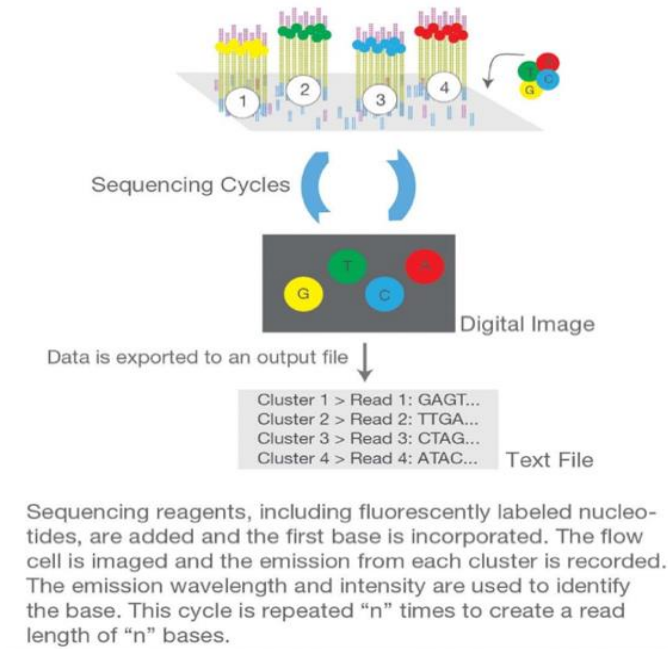 1
2
3
4
T
A
G
C
Sequencing Cycles
T
A
G
C
Digital Image
Data is exported to an output file
Cluster 1 > Read 1: GAGT...
Cluster 2 > Read 2: TTGA...
Cluster 3 > Read 3: CTAG...
Cluster 4 > Read 4: ATAC...
Text File
Sequencing reagents, including fluorescently labeled nucleo-
tides, are added and the first base is incorporated. The flow
cell is imaged and the emission from each cluster is recorded.
The emission wavelength and intensity are used to identify
the base. This cycle is repeated “n” times to create a read
length of “n” bases.